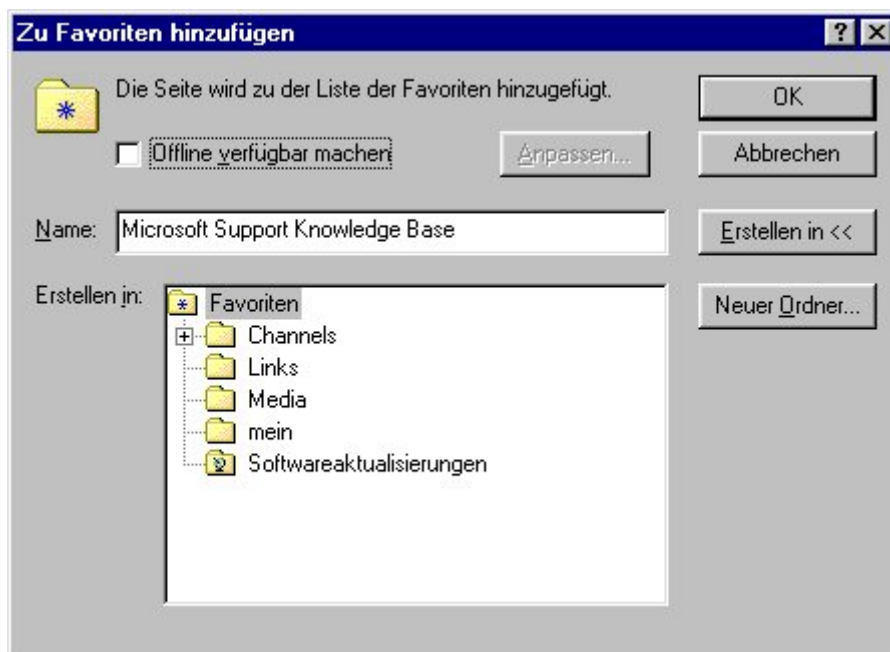 Zu Favoriten hinzufügen
Die Seite wird zu der Liste der Favoriten hinzugefügt.
OK
Offline verfügbar machen
Anpassen...
Abbrechen
Name:
Microsoft Support Knowledge Base
Erstellen in <<
Erstellen in:
Favoriten
Neuer Ordner...
Channels
Links
Media
mein
Softwareaktualisierungen